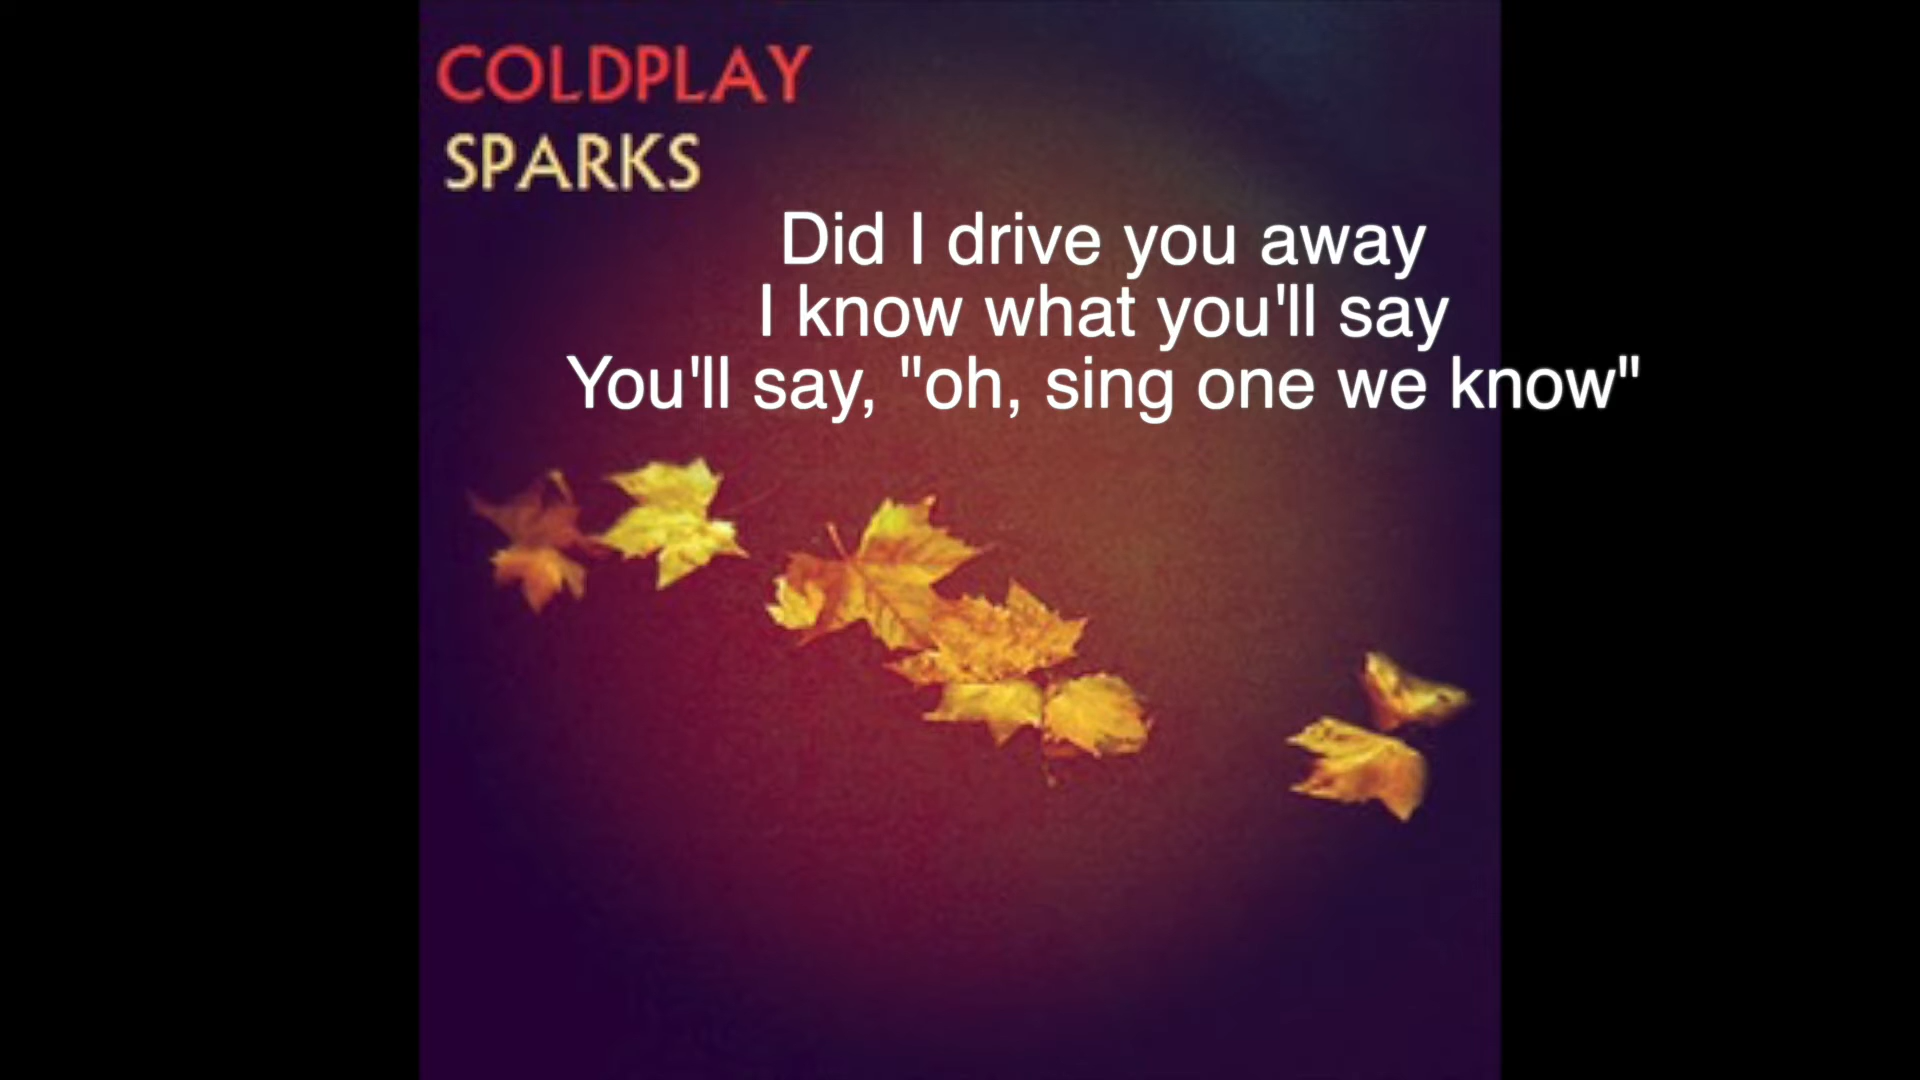 COLDPLAY
SPARKS
Did I drive you away
I know what you'll say
You'll say, "oh, sing one we know"